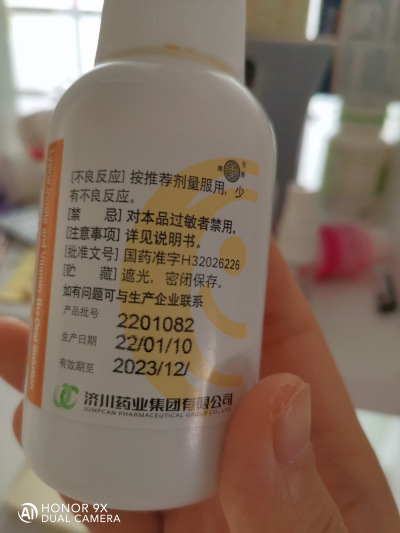 [不良反应] 按推荐剂量服用, 少
有不良反应。
[禁 忌] 对本品过敏者禁用,
[注意事项] 详见说明书。
[批准文号] 国药准字H32026226
[贮 藏] 遮光, 密闭保存。
如有问题可与生产企业联系
产品批号 2201082
生产日期 22/01/10
有效期至 2023/12/
济川药业集团有限公司
JUMPCAN PHARMACEUTICAL GROUP CO., LTD.
HONOR 9X
DUAL CAMERA